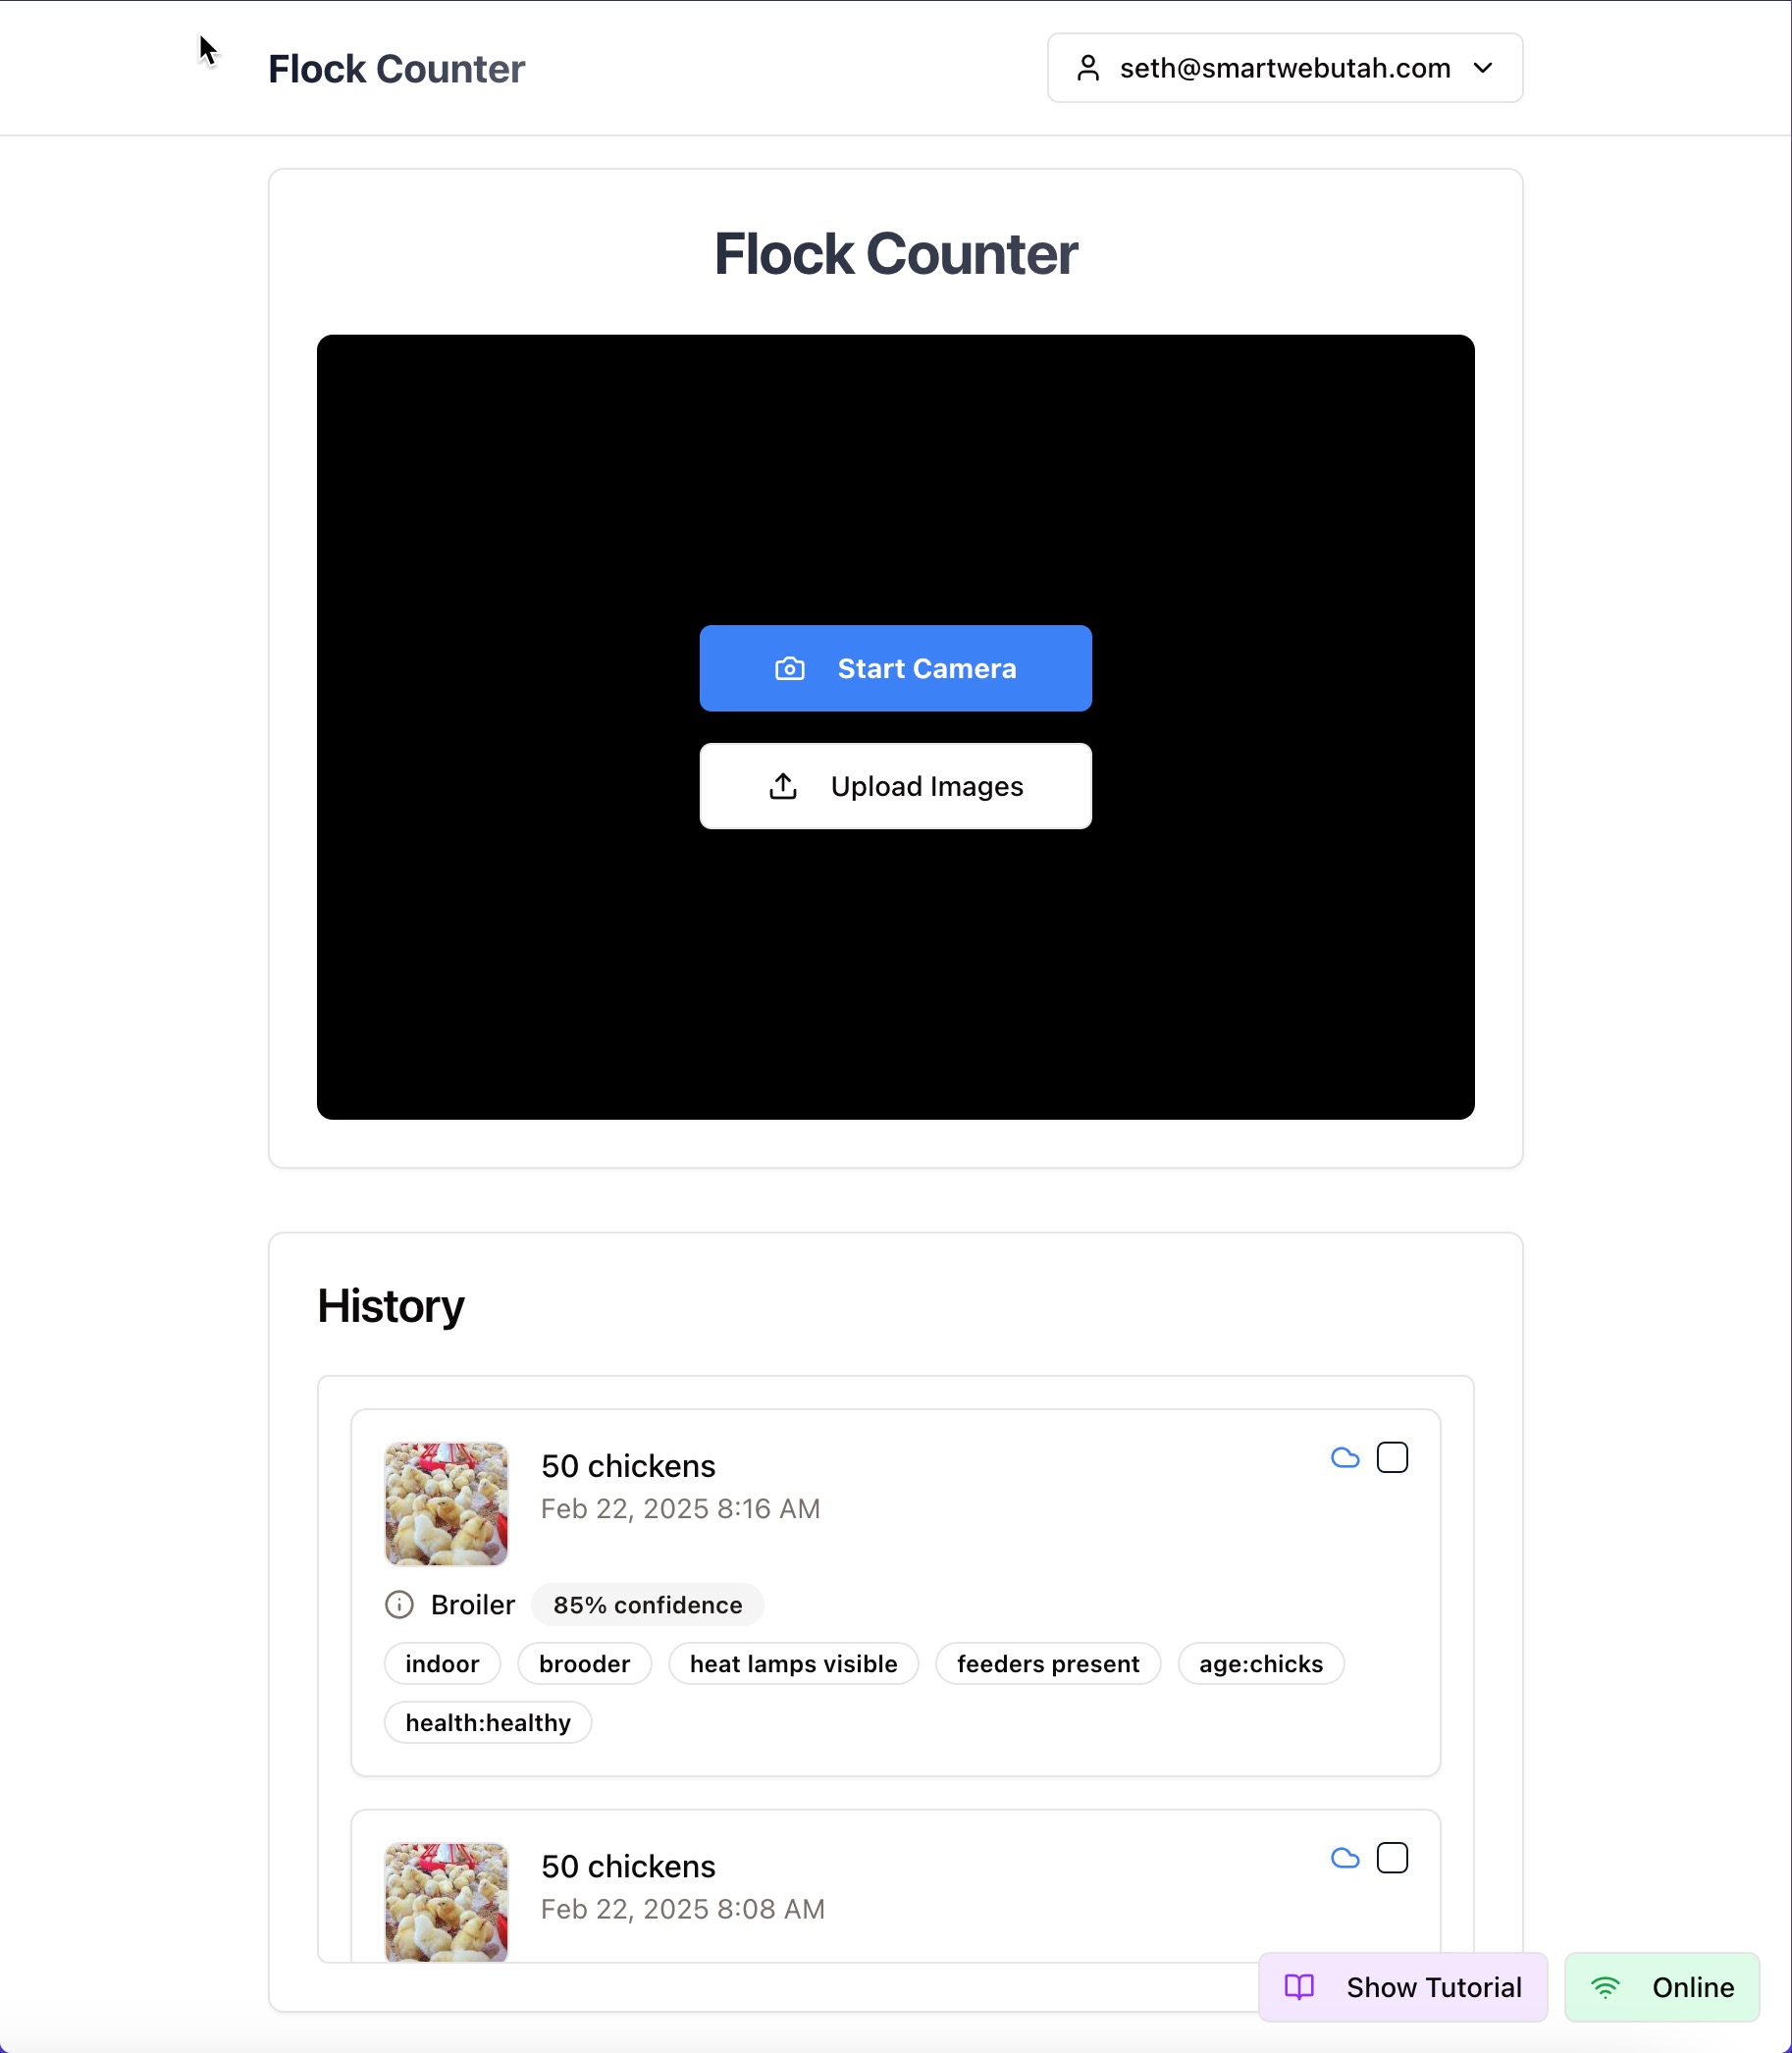 Flock Counter
seth@smartwebutah.com
Flock Counter
Start Camera
Upload Images
History
50 chickens
Feb 22, 2025 8:16 AM
Broiler 85% confidence
indoor brooder heat lamps visible feeders present age:chicks
health:healthy
50 chickens
Feb 22, 2025 8:08 AM
Show Tutorial Online